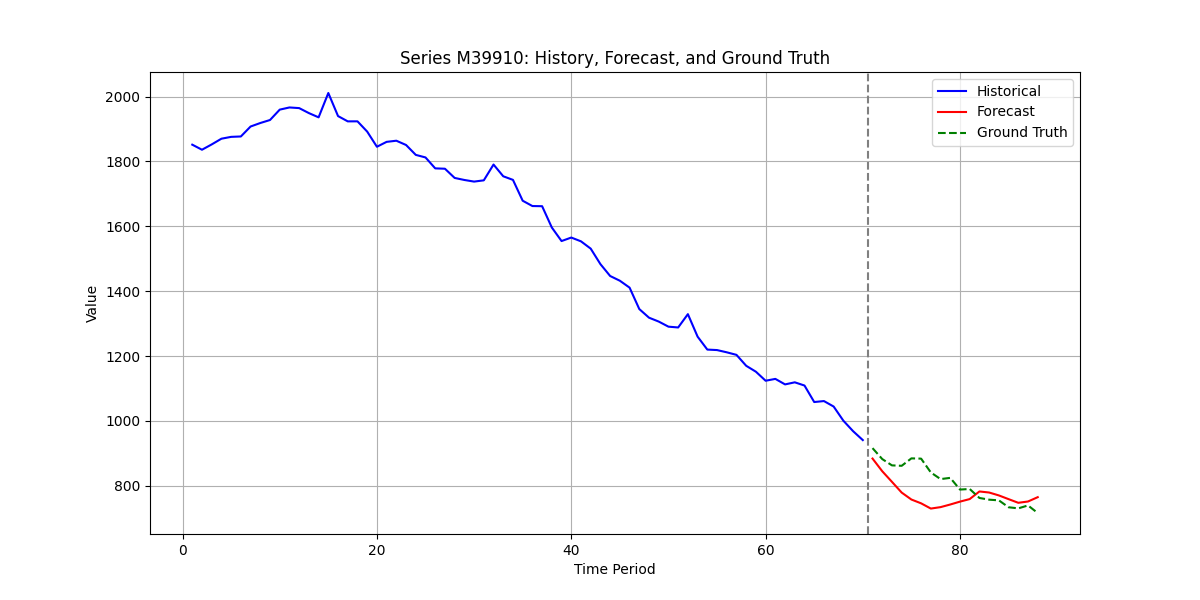 Series M39910: History, Forecast, and Ground Truth
Historical
Forecast
Ground Truth
Value
2000
1800
1600
1400
1200
1000
800
0 20 40 60 80
Time Period